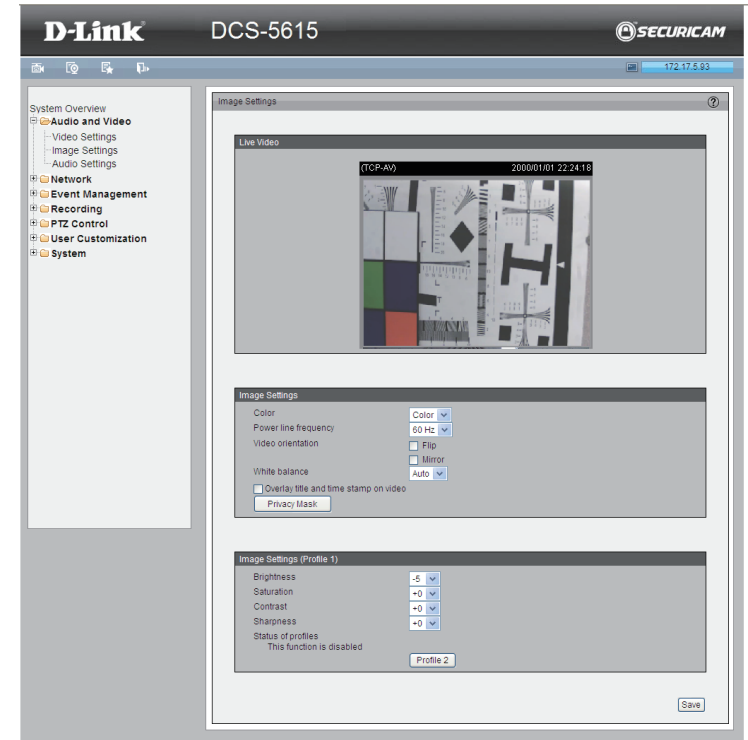 D-Link
DCS-5615
SECURICAM
172.17.5.93
System Overview
Audio and Video
Video Settings
Image Settings
Audio Settings
Network
Event Management
Recording
PTZ Control
User Customization
System
Image Settings
Live Video
(TCP-AV) 2000/01/01 22:24:18
Image Settings
Color Color
Power line frequency 60 Hz
Video orientation Flip
Mirror
White balance Auto
Overlay title and time stamp on video
Privacy Mask
Image Settings (Profile 1)
Brightness -5
Saturation +0
Contrast +0
Sharpness +0
Status of profiles
This function is disabled
Profile 2
Save